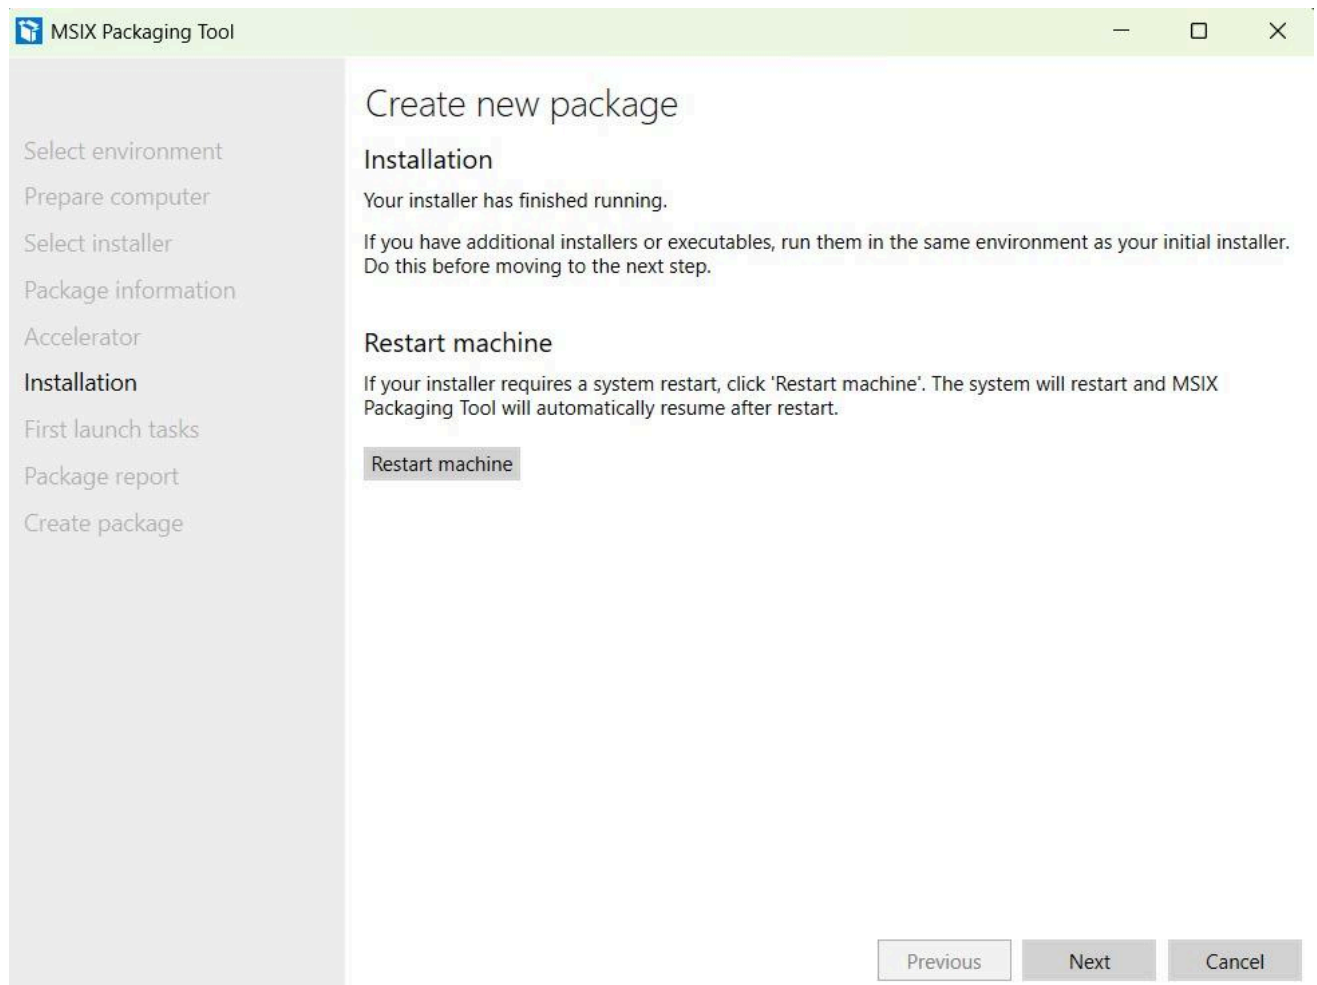 MSIX Packaging Tool
Select environment
Prepare computer
Select installer
Package information
Accelerator
Installation
First launch tasks
Package report
Create package
Create new package
Installation
Your installer has finished running.
If you have additional installers or executables, run them in the same environment as your initial installer.
Do this before moving to the next step.
Restart machine
If your installer requires a system restart, click 'Restart machine'. The system will restart and MSIX
Packaging Tool will automatically resume after restart.
Restart machine
Previous
Next
Cancel